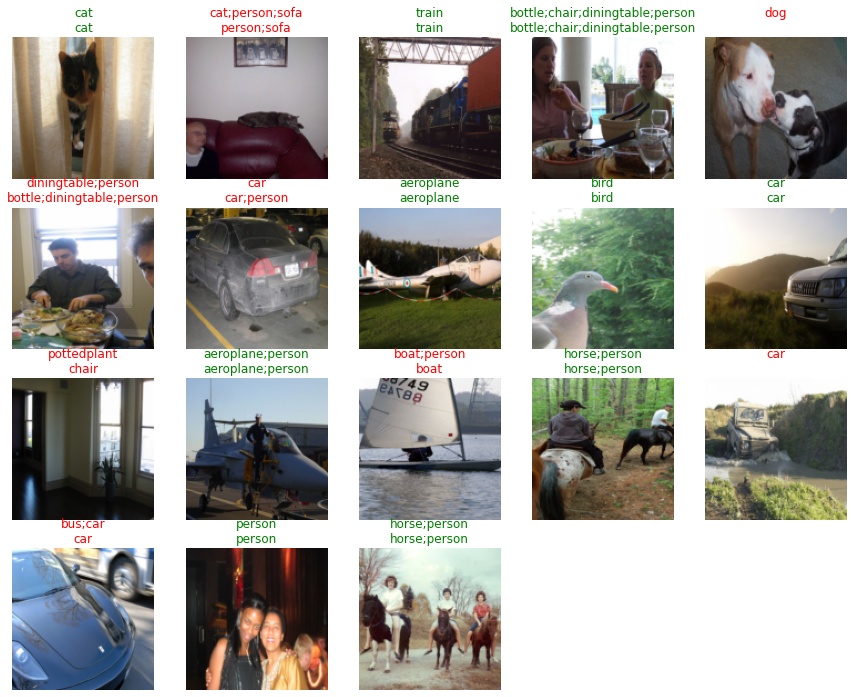 cat
cat
cat;person;sofa
person;sofa
train
train
bottle;chair;diningtable;person
bottle;chair;diningtable;person
dog
diningtable;person
bottle;diningtable;person
car
car;person
aeroplane
aeroplane
bird
bird
car
car
pottedplant
chair
aeroplane;person
aeroplane;person
boat;person
boat
horse;person
horse;person
car
88749
88749
bus;car
car
person
person
horse;person
horse;person